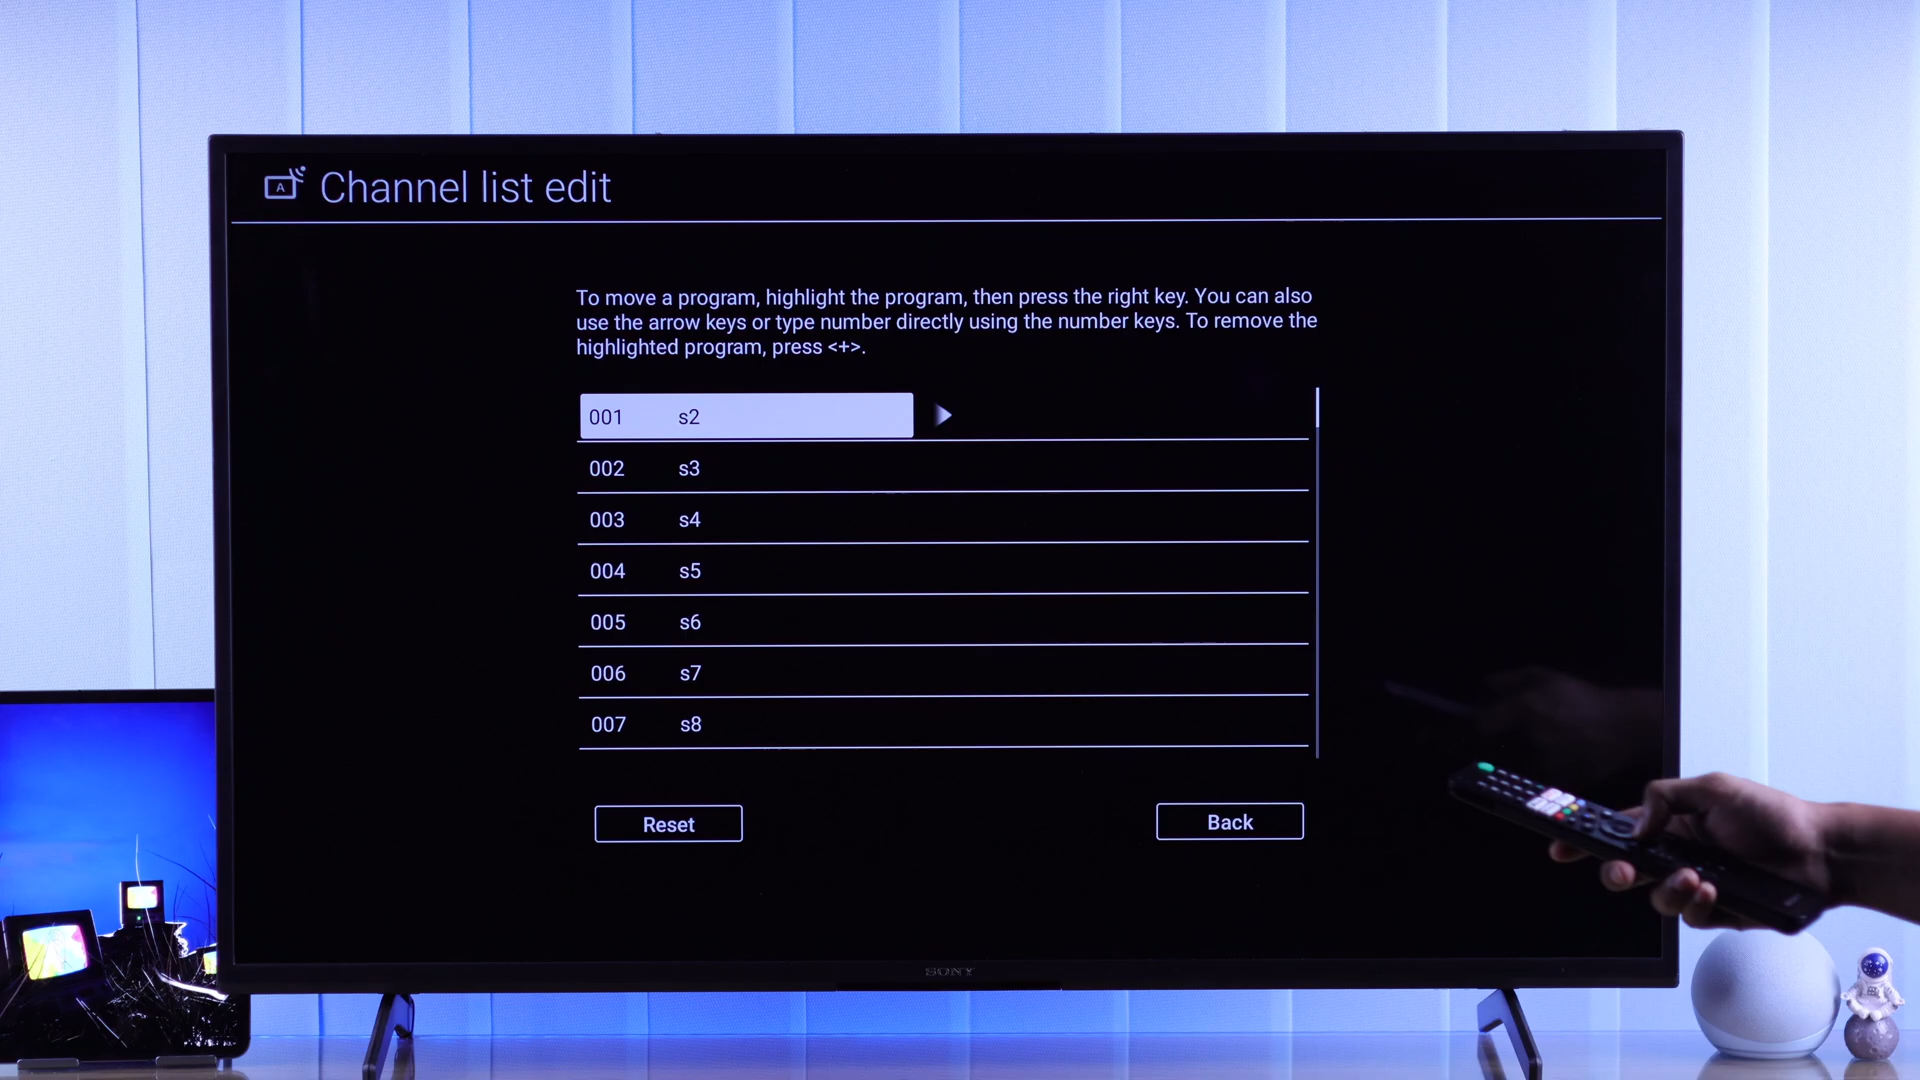 A Channel list edit
To move a program, highlight the program, then press the right key. You can also
use the arrow keys or type number directly using the number keys. To remove the
highlighted program, press <+>.
001 s2
002 s3
003 s4
004 s5
005 s6
006 s7
007 s8
Reset Back
SONY